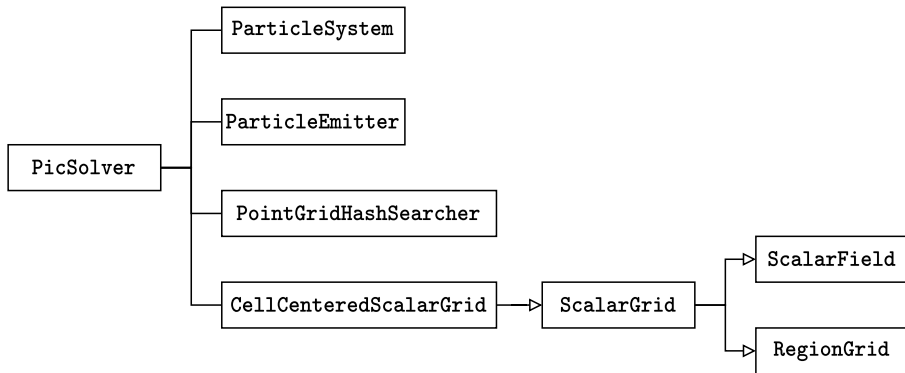 ParticleSystem
ParticleEmitter
PicSolver
PointGridHashSearcher
ScalarField
CellCenteredScalarGrid
ScalarGrid
RegionGrid